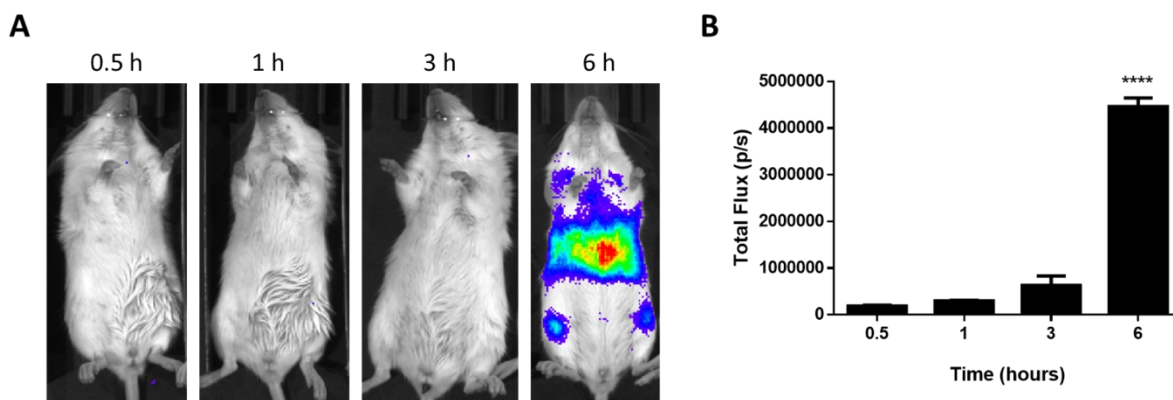 A
0.5 h
1 h
3 h
6 h
B
5000000
4000000
3000000
2000000
1000000
0
Total Flux (p/s)
****
0.5
1
3
6
Time (hours)